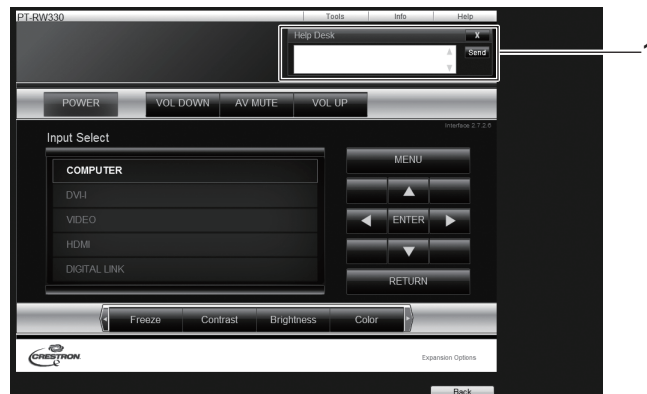 PT-RW330
Tools Info Help
Help Desk X
Send
1
POWER VOL DOWN AV MUTE VOL UP
Interface 2.7.2.8
Input Select
COMPUTER
DVI-I
VIDEO
HDMI
DIGITAL LINK
MENU
ENTER
RETURN
Freeze Contrast Brightness Color
CRESTRON
Expansion Options
Back